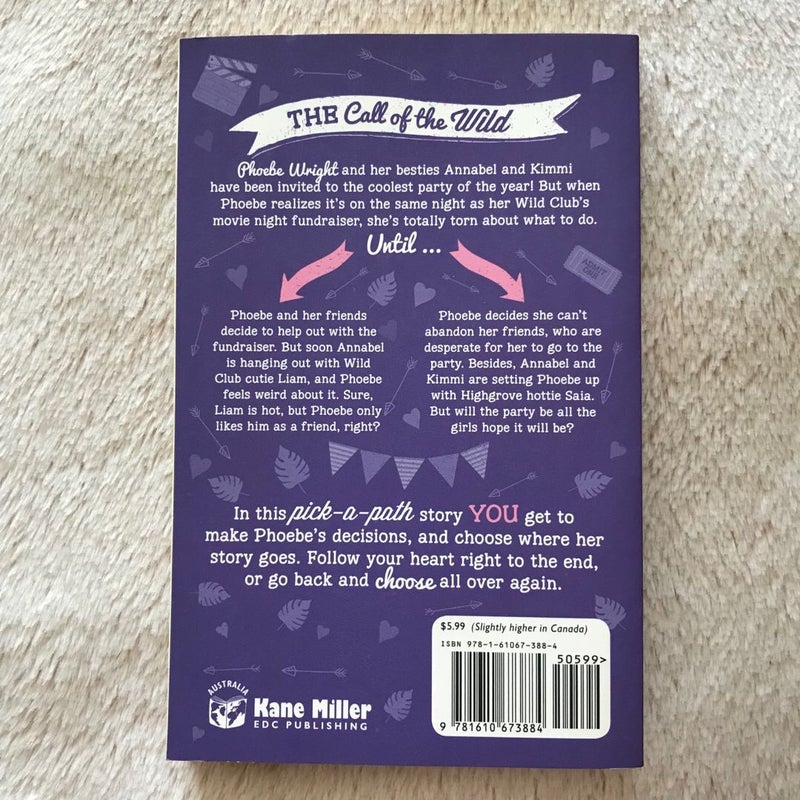 THE Call of the Wild
Phoebe Wright and her besties Annabel and Kimmi
have been invited to the coolest party of the year! But when
Phoebe realizes it's on the same night as her Wild Club's
movie night fundraiser, she's totally torn about what to do.
Until ...
ADMIT
ONE
Phoebe and her friends
decide to help out with the
fundraiser. But soon Annabel
is hanging out with Wild
Club cutie Liam, and Phoebe
feels weird about it. Sure,
Liam is hot, but Phoebe only
likes him as a friend, right?
Phoebe decides she can't
abandon her friends, who are
desperate for her to go to the
party. Besides, Annabel and
Kimmi are setting Phoebe up
with Highgrove hottie Saia.
But will the party be all the
girls hope it will be?
In this pick-a-path story YOU get to
make Phoebe's decisions, and choose where her
story goes. Follow your heart right to the end,
or go back and choose all over again.
$5.99 (Slightly higher in Canada)
ISBN 978-1-61067-388-4
50599>
9 781610 673884
AUSTRALIA
Kane Miller
EDC PUBLISHING